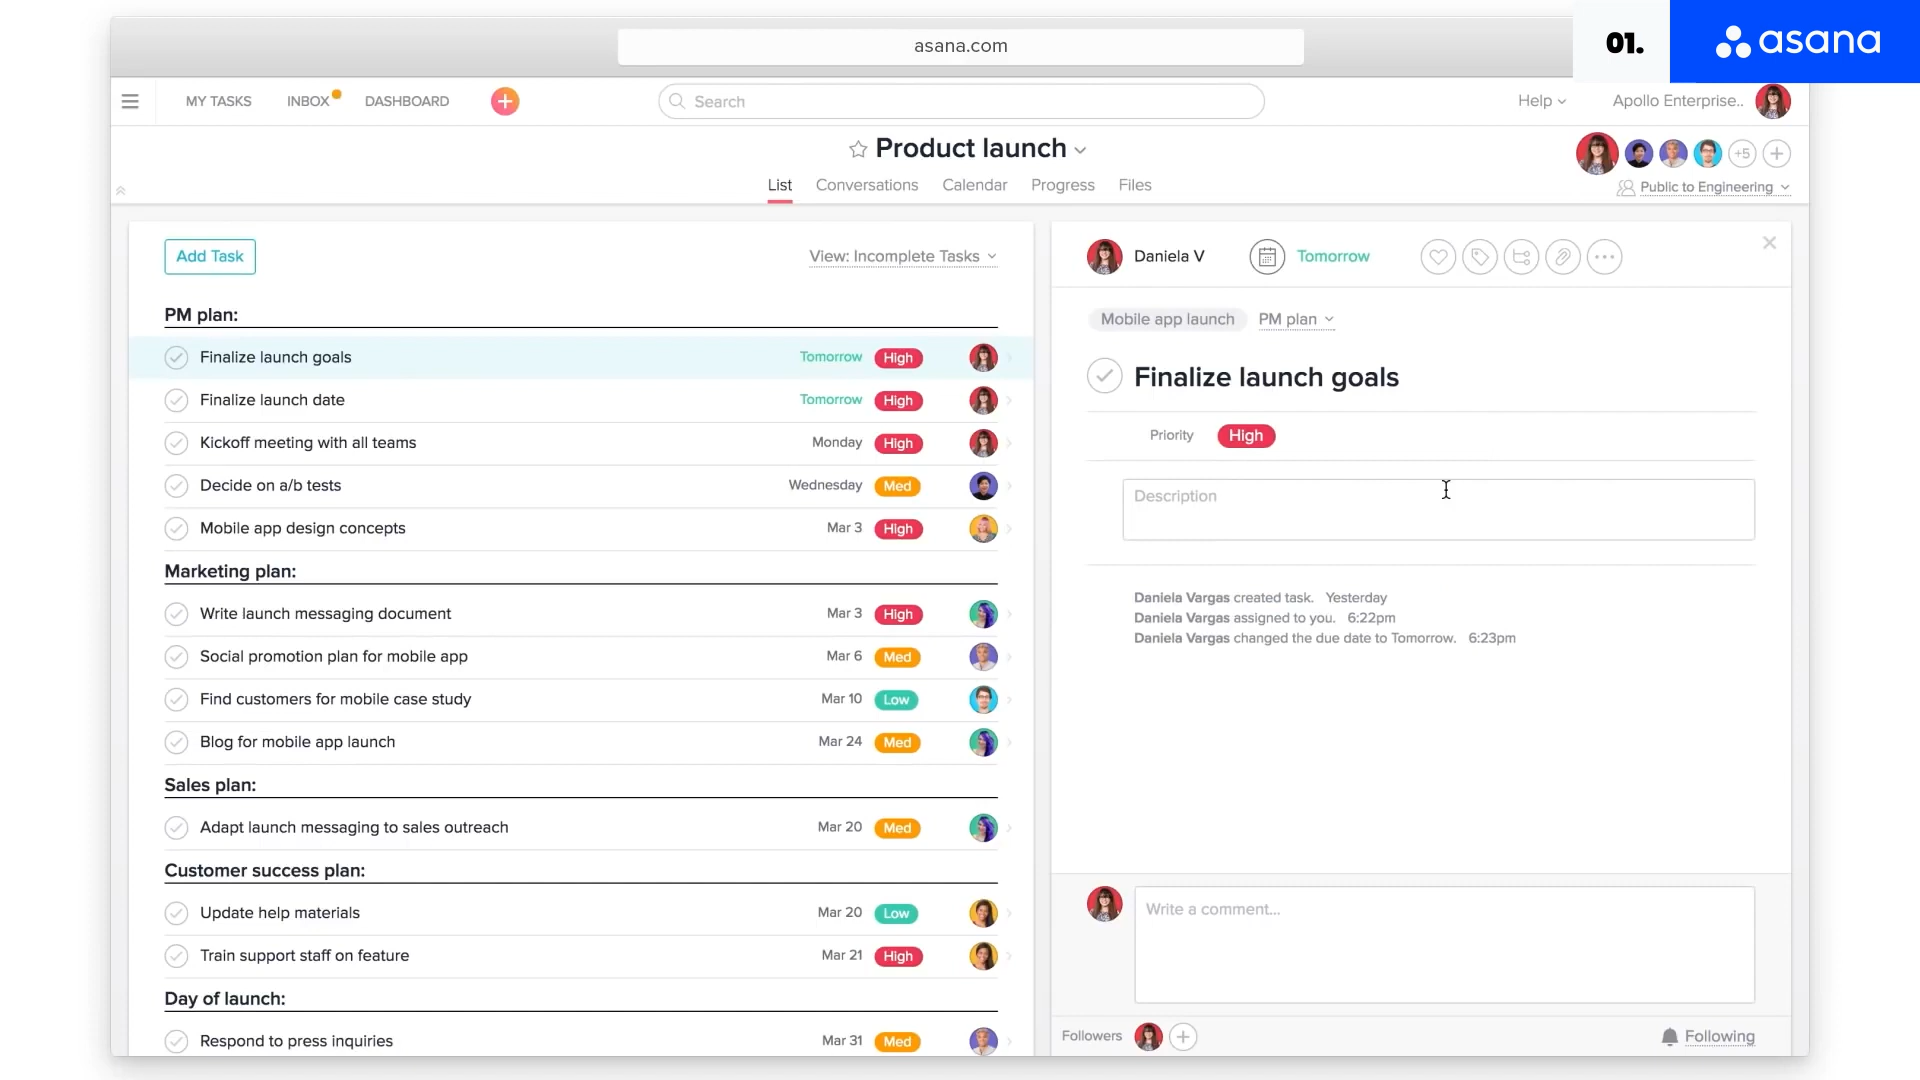 asana.com
01.
asana
MY TASKS
INBOX
DASHBOARD
Search
Help
Apollo Enterprise..
Product launch
+5
List
Conversations
Calendar
Progress
Files
Public to Engineering
Add Task
View: Incomplete Tasks
PM plan:
Finalize launch goals Tomorrow High
Finalize launch date Tomorrow High
Kickoff meeting with all teams Monday High
Decide on a/b tests Wednesday Med
Mobile app design concepts Mar 3 High
Marketing plan:
Write launch messaging document Mar 3 High
Social promotion plan for mobile app Mar 6 Med
Find customers for mobile case study Mar 10 Low
Blog for mobile app launch Mar 24 Med
Sales plan:
Adapt launch messaging to sales outreach Mar 20 Med
Customer success plan:
Update help materials Mar 20 Low
Train support staff on feature Mar 21 High
Day of launch:
Respond to press inquiries Mar 31 Med
Daniela V
Tomorrow
Mobile app launch PM plan
Finalize launch goals
Priority High
Description
Daniela Vargas created task. Yesterday
Daniela Vargas assigned to you. 6:22pm
Daniela Vargas changed the due date to Tomorrow. 6:23pm
Write a comment...
Followers
Following